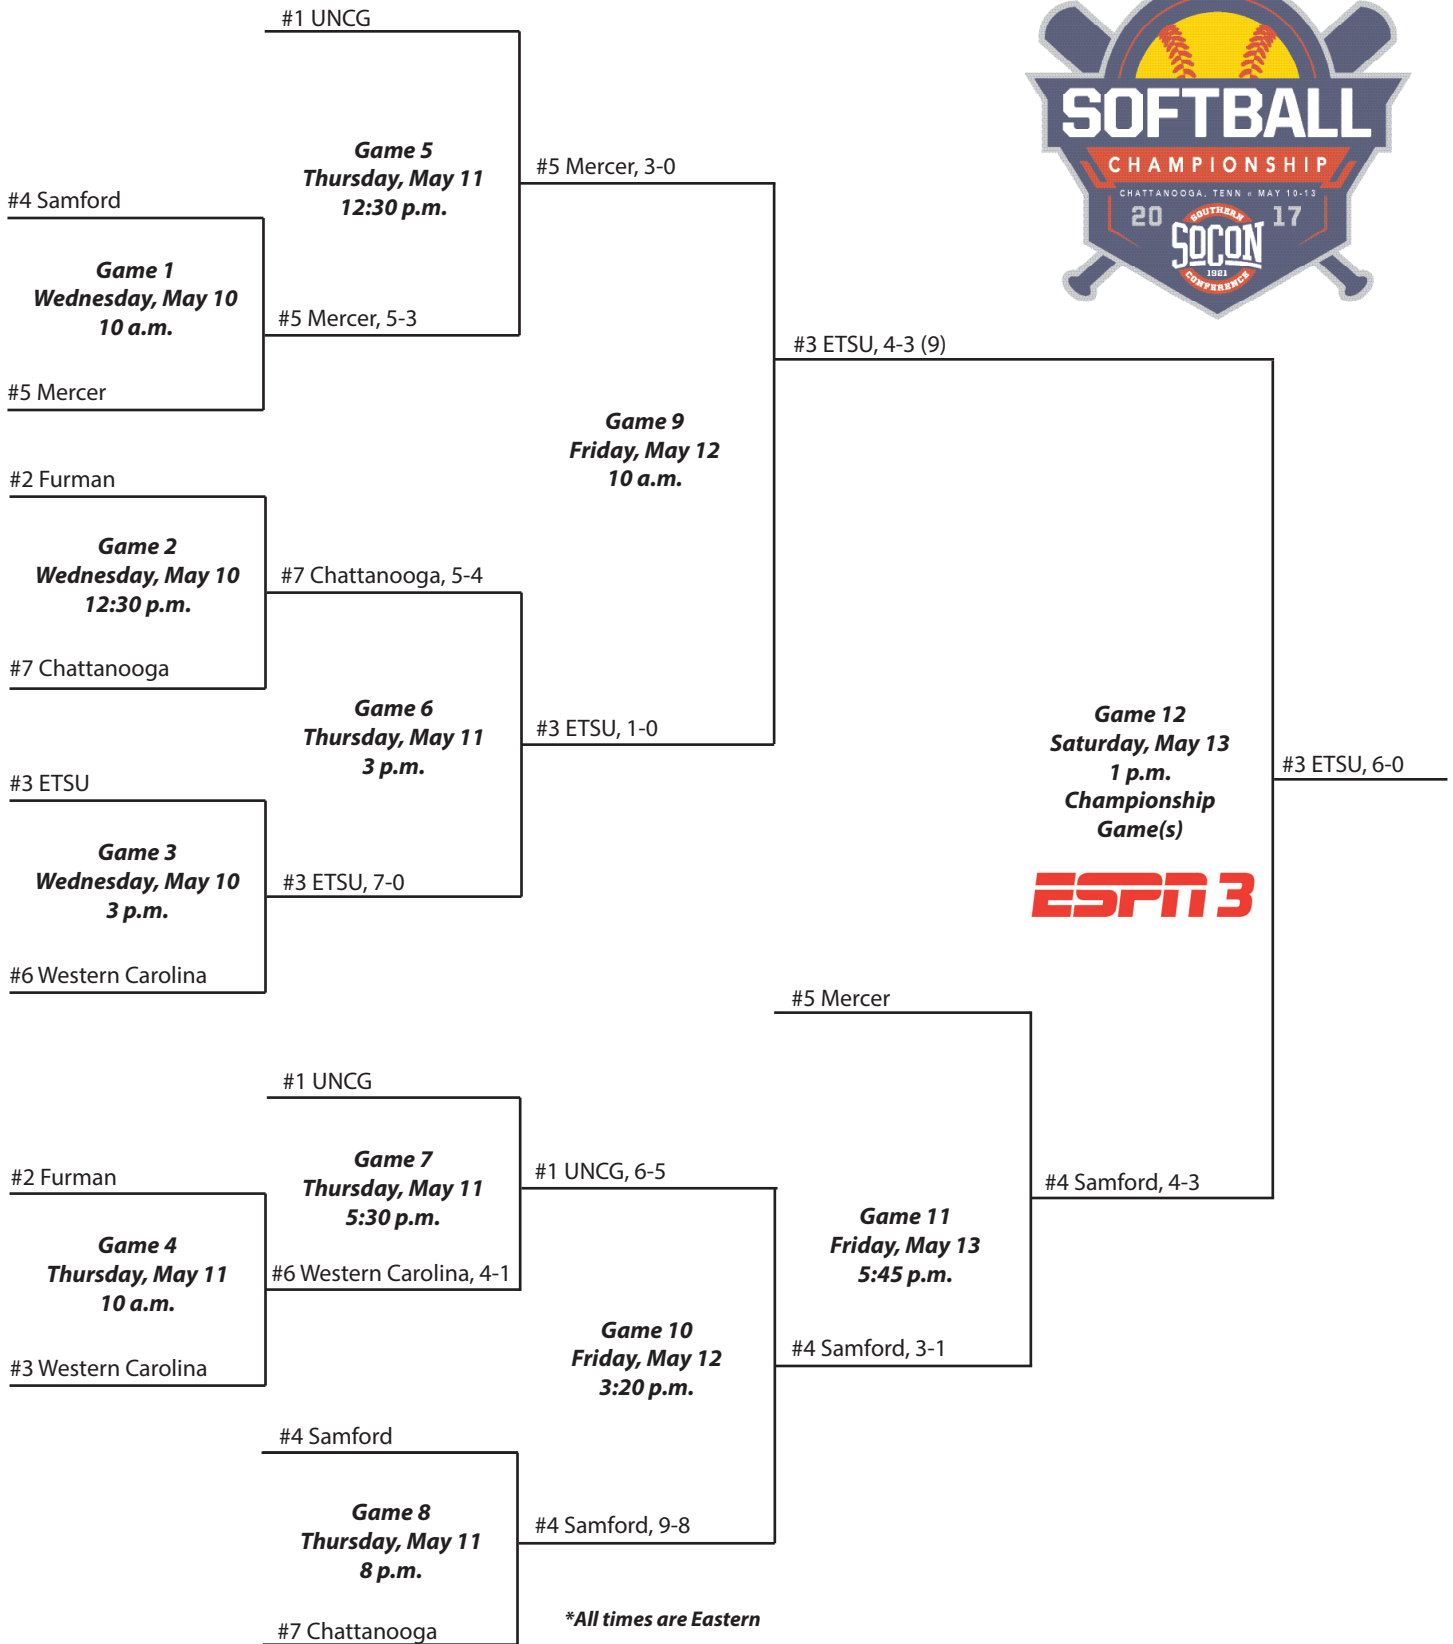 #1 UNCG
SOFTBALL
CHAMPIONSHIP
CHATTANOOGA, TENN MAY 10-13
20 17
SOUTHERN
SOCON
1921
CONFERENCE
Game 5
Thursday, May 11
12:30 p.m.
#5 Mercer, 3-0
#4 Samford
Game 1
Wednesday, May 10
10 a.m.
#5 Mercer, 5-3
#5 Mercer
#3 ETSU, 4-3 (9)
Game 9
Friday, May 12
10 a.m.
#2 Furman
Game 2
Wednesday, May 10
12:30 p.m.
#7 Chattanooga, 5-4
#7 Chattanooga
Game 6
Thursday, May 11
3 p.m.
#3 ETSU, 1-0
#3 ETSU
Game 3
Wednesday, May 10
3 p.m.
#3 ETSU, 7-0
#6 Western Carolina
Game 12
Saturday, May 13
1 p.m.
Championship
Game(s)
ESPN 3
#3 ETSU, 6-0
#5 Mercer
#1 UNCG
#2 Furman
Game 7
Thursday, May 11
5:30 p.m.
#1 UNCG, 6-5
Game 4
Thursday, May 11
10 a.m.
#6 Western Carolina, 4-1
#3 Western Carolina
Game 11
Friday, May 13
5:45 p.m.
#4 Samford, 4-3
Game 10
Friday, May 12
3:20 p.m.
#4 Samford, 3-1
#4 Samford
Game 8
Thursday, May 11
8 p.m.
#4 Samford, 9-8
#7 Chattanooga
*All times are Eastern